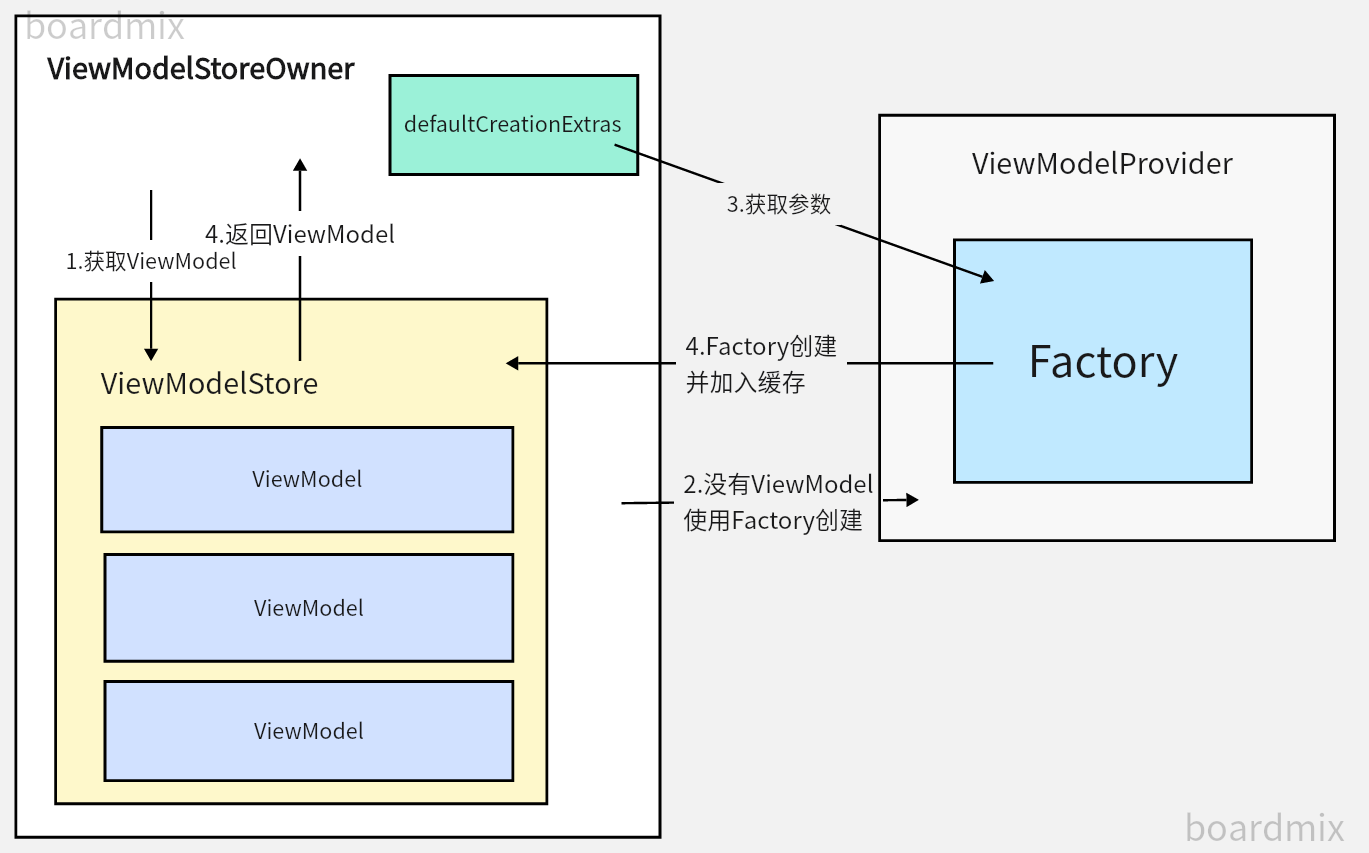 boardmix
ViewModelStoreOwner
defaultCreationExtras
ViewModelProvider
3.获取参数
4.返回ViewModel
1.获取ViewModel
4.Factory创建
并加入缓存
Factory
ViewModelStore
ViewModel
2.没有ViewModel
使用Factory创建
ViewModel
ViewModel
boardmix